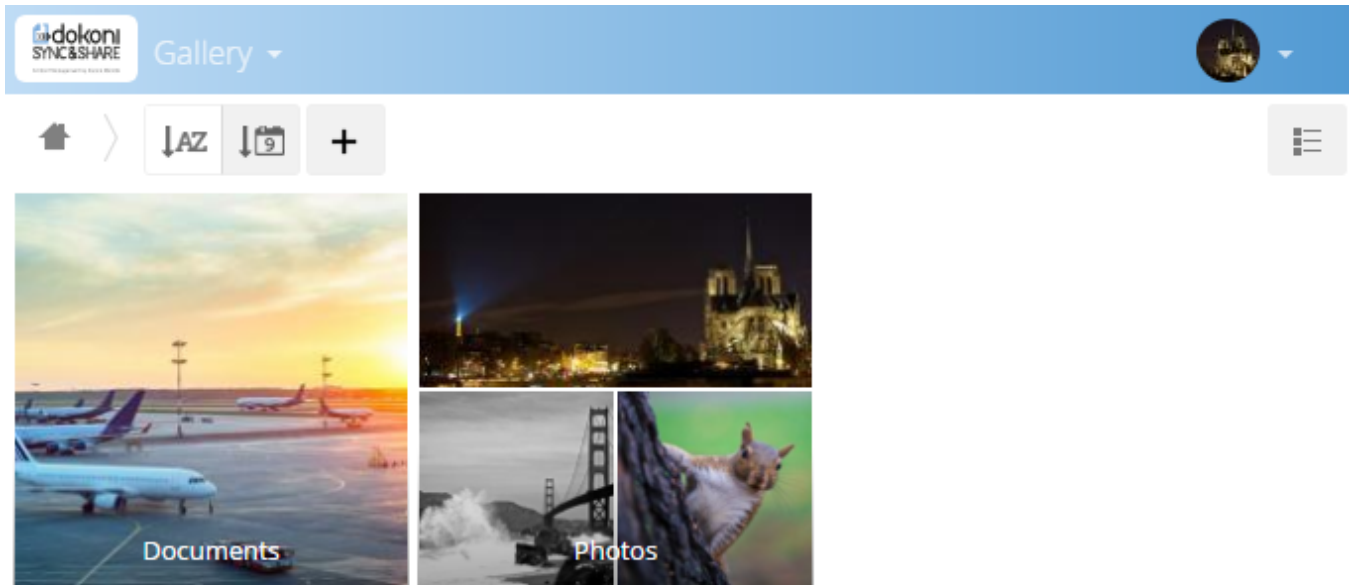 dokoni
SYNC&SHARE
Gallery
AZ
9
+
Documents
Photos